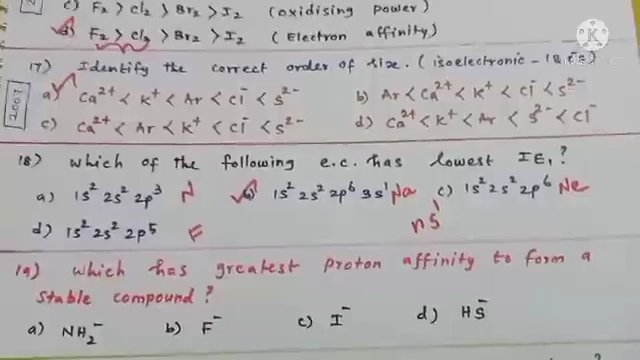 c) F₂ > Cl₂ > Br₂ > I₂ (oxidising power)
d) F₂ > Cl₂ > Br₂ > I₂ (Electron affinity)
17) Identify the correct order of size. (isoelectronic - 18 e⁻s)
2007
a) Ca²⁺ < K⁺ < Ar < Cl⁻ < S²⁻ b) Ar < Ca²⁺ < K⁺ < Cl⁻ < S²⁻
c) Ca²⁺ < Ar < K⁺ < Cl⁻ < S²⁻ d) Ca²⁺ < K⁺ < Ar < S²⁻ < Cl⁻
18) which of the following e.c. has lowest IE₁?
a) 1s² 2s² 2p³ N b) 1s² 2s² 2p⁶ 3s¹ Na c) 1s² 2s² 2p⁶ Ne
d) 1s² 2s² 2p⁵ F ns¹
19) which has greatest proton affinity to form a
stable compound?
a) NH₂⁻ b) F⁻ c) I⁻ d) HS⁻